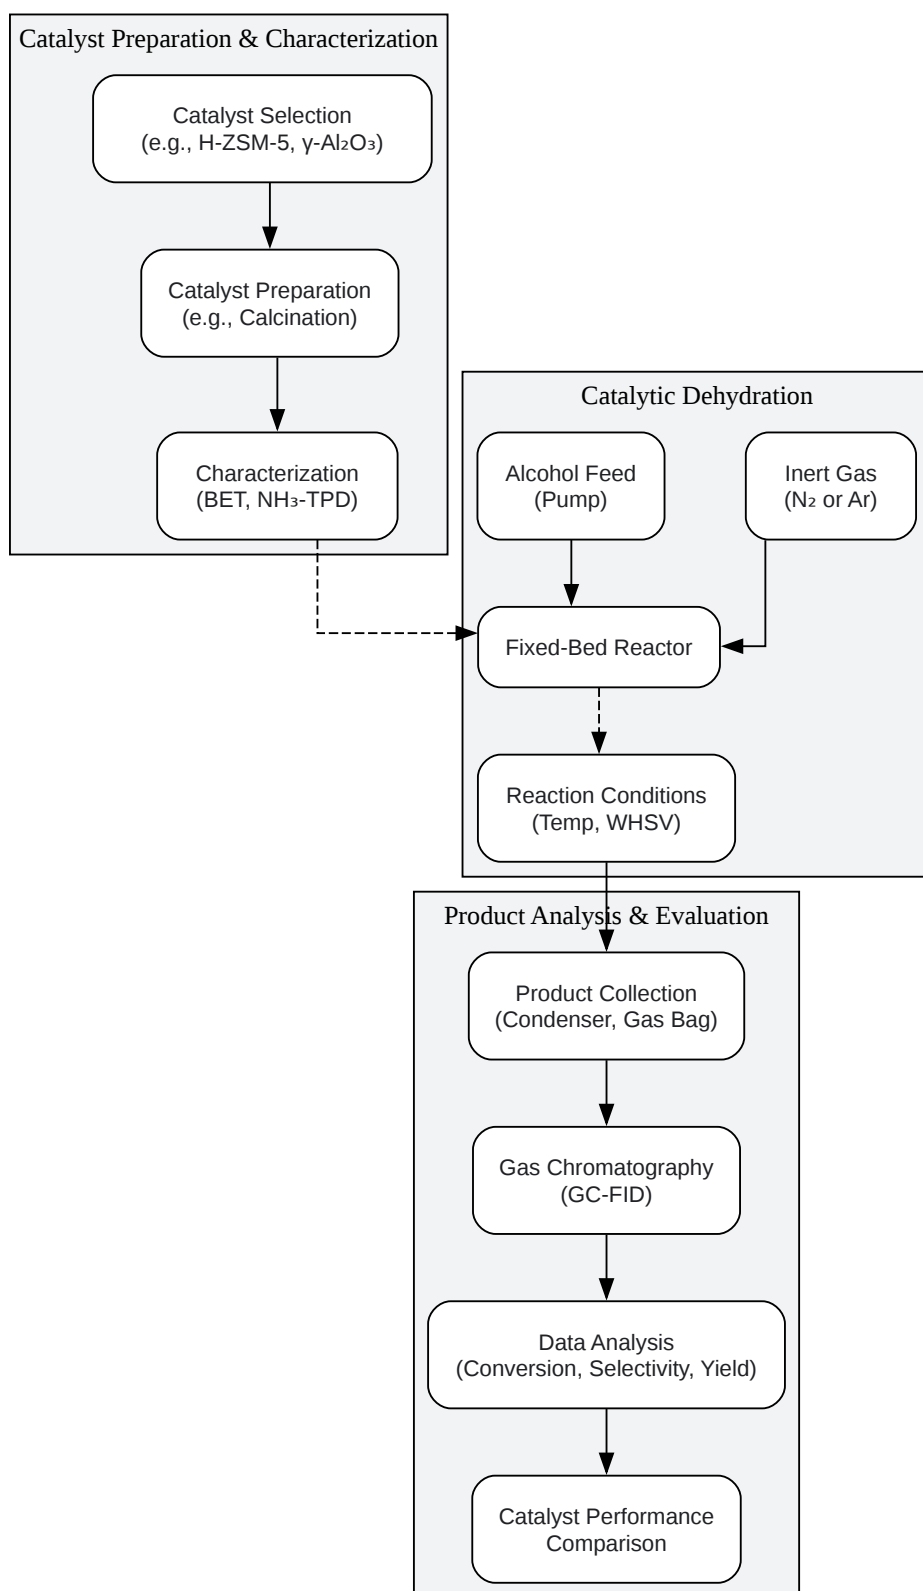 Catalyst Preparation & Characterization
Catalyst Selection
(e.g., H-ZSM-5, γ-Al₂O₃)
Catalyst Preparation
(e.g., Calcination)
Characterization
(BET, NH₃-TPD)
Catalytic Dehydration
Alcohol Feed
(Pump)
Inert Gas
(N₂ or Ar)
Fixed-Bed Reactor
Reaction Conditions
(Temp, WHSV)
Product Analysis & Evaluation
Product Collection
(Condenser, Gas Bag)
Gas Chromatography
(GC-FID)
Data Analysis
(Conversion, Selectivity, Yield)
Catalyst Performance
Comparison